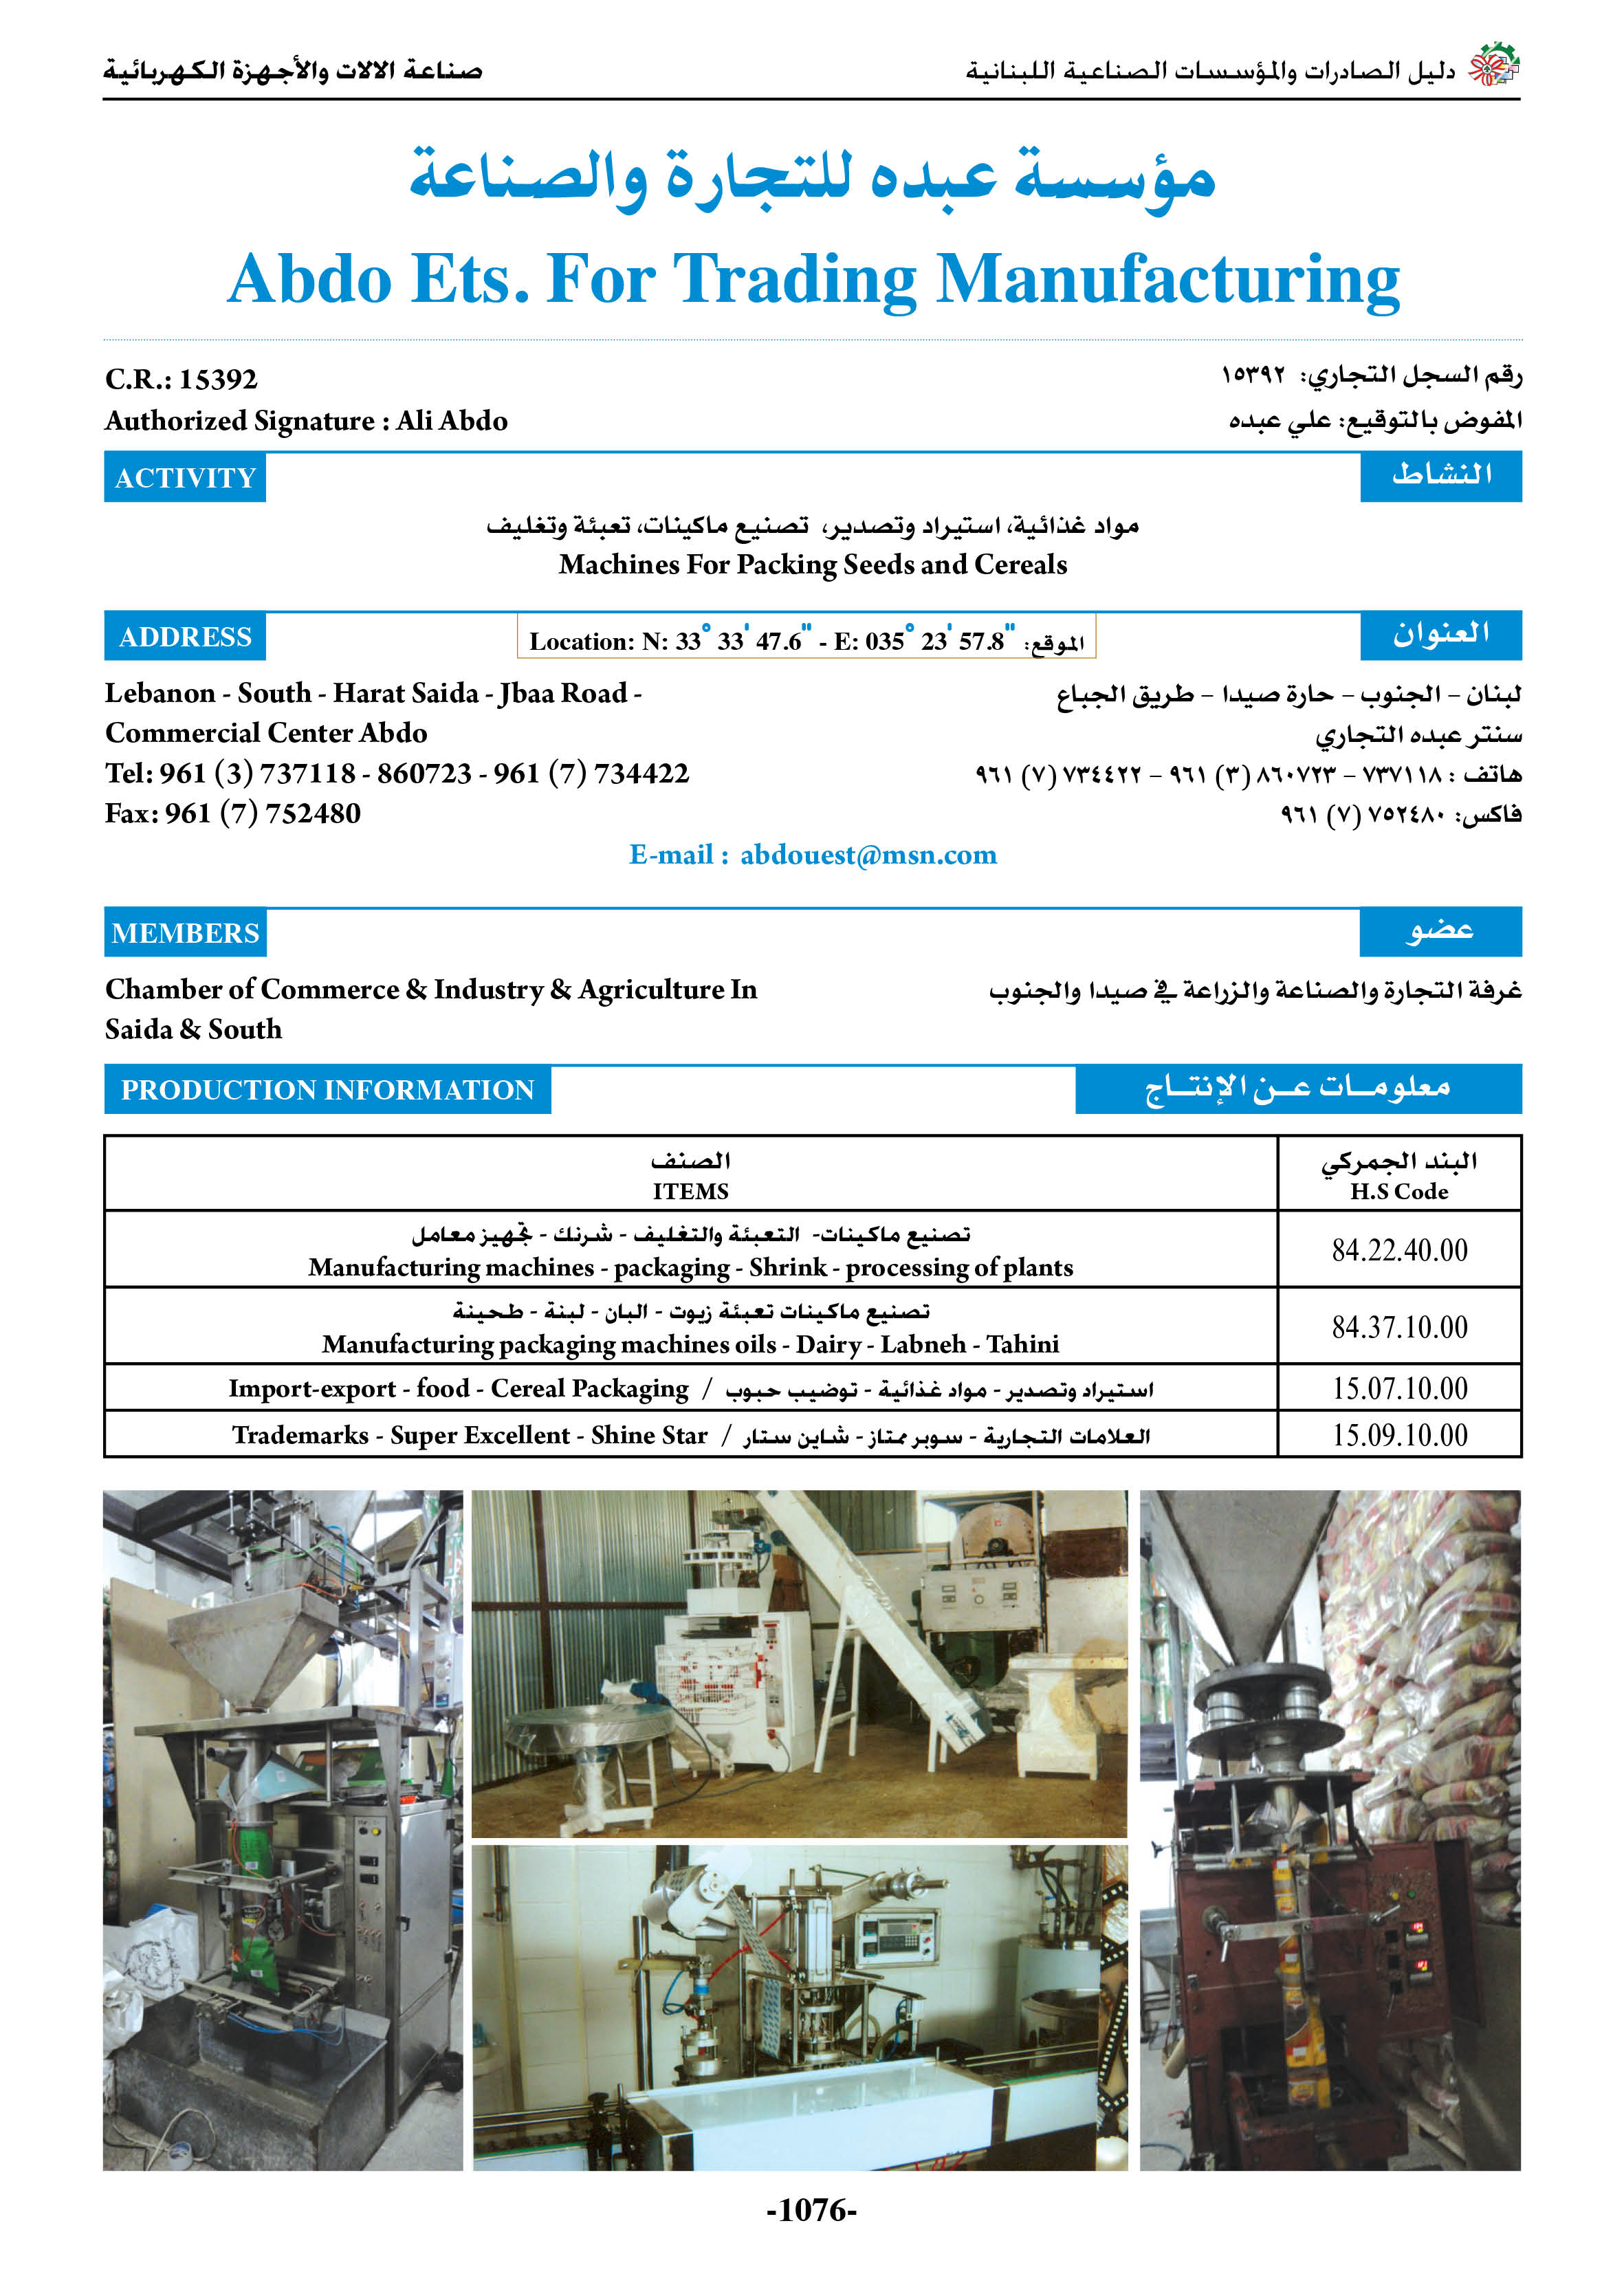 دليل الصادرات والمؤسسات الصناعية اللبنانية
صناعة الالات والأجهزة الكهربائية
مؤسسة عبده للتجارة والصناعة
Abdo Ets. For Trading Manufacturing
C.R.: 15392
رقم السجل التجاري: ١٥٣٩٢
Authorized Signature : Ali Abdo
المفوض بالتوقيع: علي عبده
ACTIVITY
النشاط
مواد غذائية، استيراد وتصدير، تصنيع ماكينات، تعبئة وتغليف
Machines For Packing Seeds and Cereals
ADDRESS
Location: N: 33° 33' 47.6" - E: 035° 23' 57.8" الموقع:
العنوان
Lebanon - South - Harat Saida - Jbaa Road -
Commercial Center Abdo
Tel: 961 (3) 737118 - 860723 - 961 (7) 734422
Fax: 961 (7) 752480
لبنان – الجنوب – حارة صيدا – طريق الجباع
سنتر عبده التجاري
هاتف : ٧٣٧١١٨ – ٨٦٠٧٢٣ (٣) ٩٦١ – ٧٣٤٤٢٢ (٧) ٩٦١
فاكس: ٧٥٢٤٨٠ (٧) ٩٦١
E-mail : abdouest@msn.com
MEMBERS
عضو
Chamber of Commerce & Industry & Agriculture In
Saida & South
غرفة التجارة والصناعة والزراعة في صيدا والجنوب
PRODUCTION INFORMATION
معلومـات عـن الإنتـاج
الصنف
ITEMS
البند الجمركي
H.S Code
تصنيع ماكينات- التعبئة والتغليف - شرنك - تجهيز معامل
Manufacturing machines - packaging - Shrink - processing of plants
84.22.40.00
تصنيع ماكينات تعبئة زيوت - البان - لبنة - طحينة
Manufacturing packaging machines oils - Dairy - Labneh - Tahini
84.37.10.00
Import-export - food - Cereal Packaging / استيراد وتصدير - مواد غذائية - توضيب حبوب
15.07.10.00
Trademarks - Super Excellent - Shine Star / العلامات التجارية - سوبر ممتاز - شاين ستار
15.09.10.00
-1076-